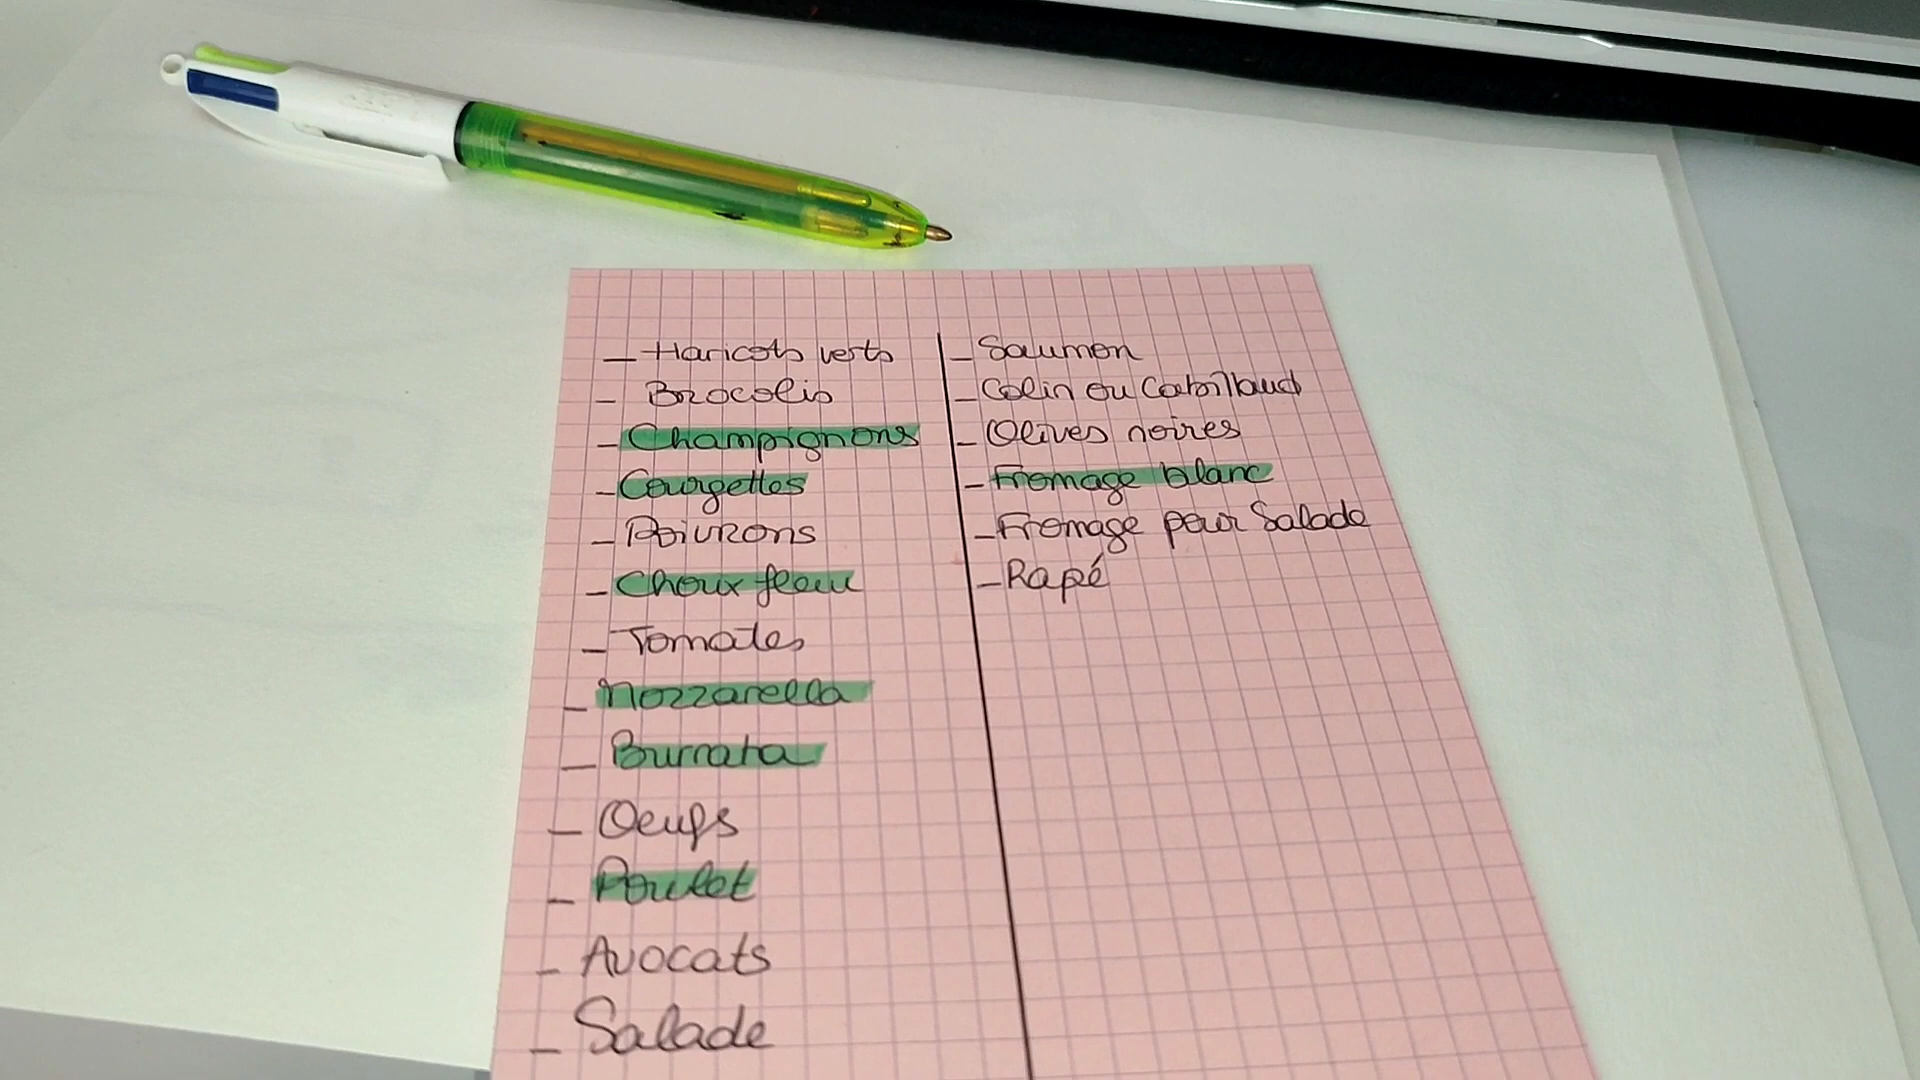 - Haricots verts
- Brocolis
- Champignons
- Courgettes
- Poivrons
- Choux fleur
- Tomates
- Mozzarella
- Burrata
- Oeufs
- Poulet
- Avocats
- Salade
- Saumon
- Colin ou Cabillaud
- Olives noires
- Fromage blanc
- Fromage pour Salade
- Rapé